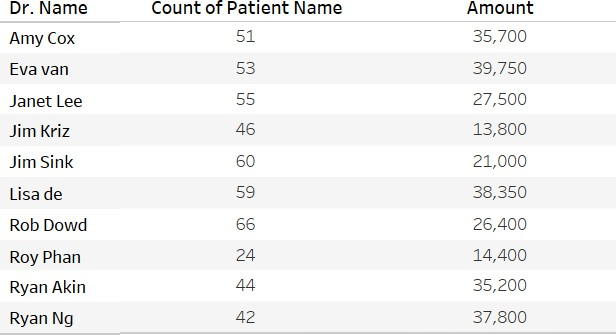 Dr. Name Count of Patient Name Amount
Amy Cox 51 35,700
Eva van 53 39,750
Janet Lee 55 27,500
Jim Kriz 46 13,800
Jim Sink 60 21,000
Lisa de 59 38,350
Rob Dowd 66 26,400
Roy Phan 24 14,400
Ryan Akin 44 35,200
Ryan Ng 42 37,800